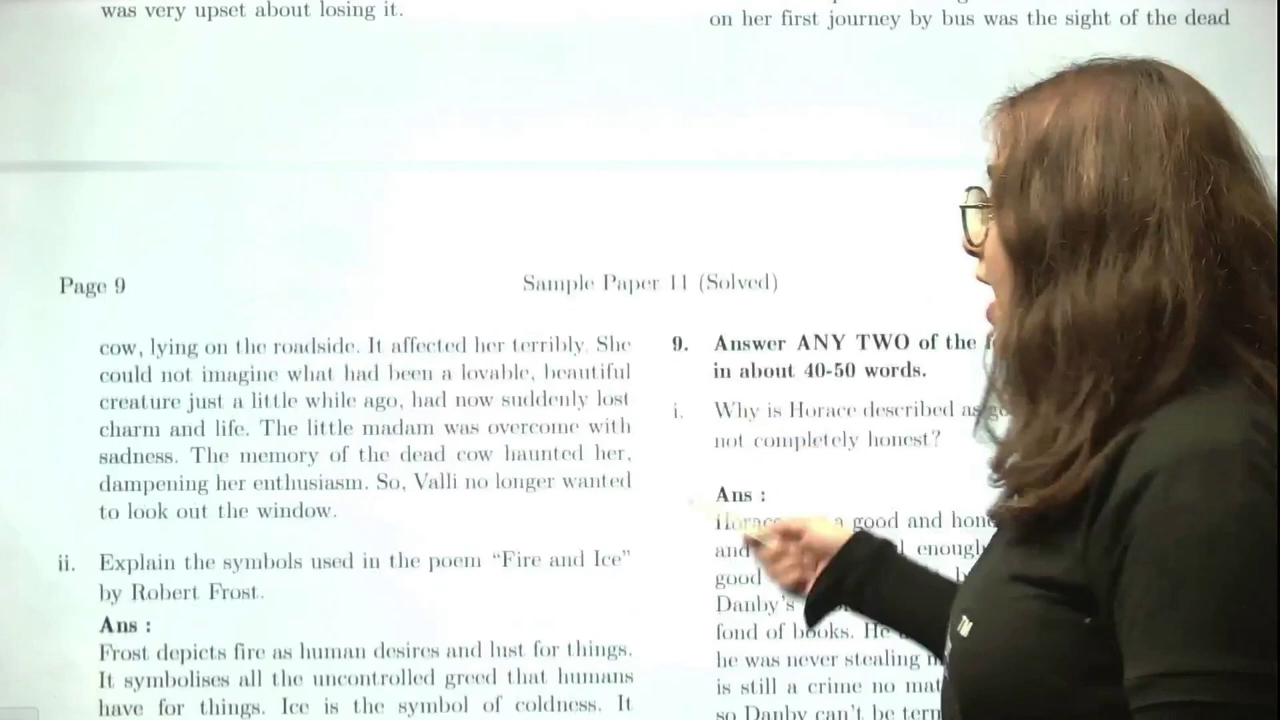 was very upset about losing it.
on her first journey by bus was the sight of the dead
Page 9
Sample Paper 11 (Solved)
cow, lying on the roadside. It affected her terribly. She
could not imagine what had been a lovable, beautiful
creature just a little while ago, had now suddenly lost
charm and life. The little madam was overcome with
sadness. The memory of the dead cow haunted her,
dampening her enthusiasm. So, Valli no longer wanted
to look out the window.
ii. Explain the symbols used in the poem “Fire and Ice”
by Robert Frost.
Ans :
Frost depicts fire as human desires and lust for things.
It symbolises all the uncontrolled greed that humans
have for things. Ice is the symbol of coldness. It
9. Answer ANY TWO of the
in about 40-50 words.
i. Why is Horace described as
not completely honest?
Ans :
Horace a good and
and enough
good
Danby's
fond of books. He
he was never stealing
is still a crime no
so Danby can't be
TM